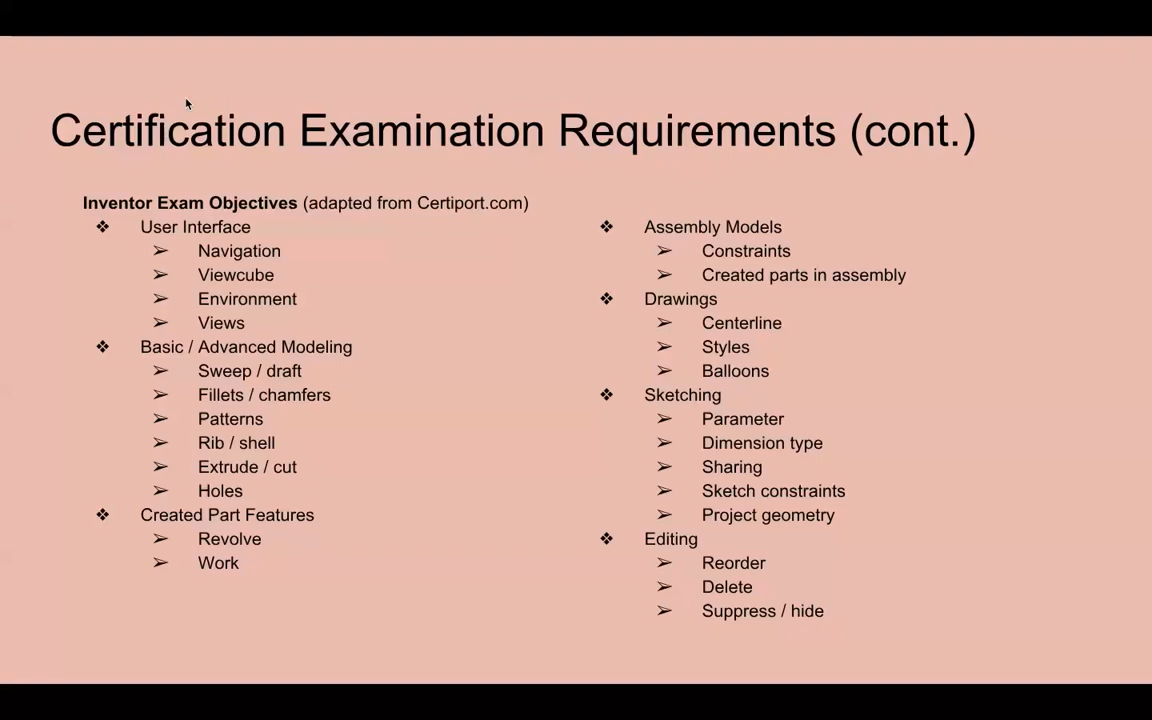 Certification Examination Requirements (cont.)
Inventor Exam Objectives (adapted from Certiport.com)
❖ User Interface
➢ Navigation
➢ Viewcube
➢ Environment
➢ Views
❖ Basic / Advanced Modeling
➢ Sweep / draft
➢ Fillets / chamfers
➢ Patterns
➢ Rib / shell
➢ Extrude / cut
➢ Holes
❖ Created Part Features
➢ Revolve
➢ Work
❖ Assembly Models
➢ Constraints
➢ Created parts in assembly
❖ Drawings
➢ Centerline
➢ Styles
➢ Balloons
❖ Sketching
➢ Parameter
➢ Dimension type
➢ Sharing
➢ Sketch constraints
➢ Project geometry
❖ Editing
➢ Reorder
➢ Delete
➢ Suppress / hide